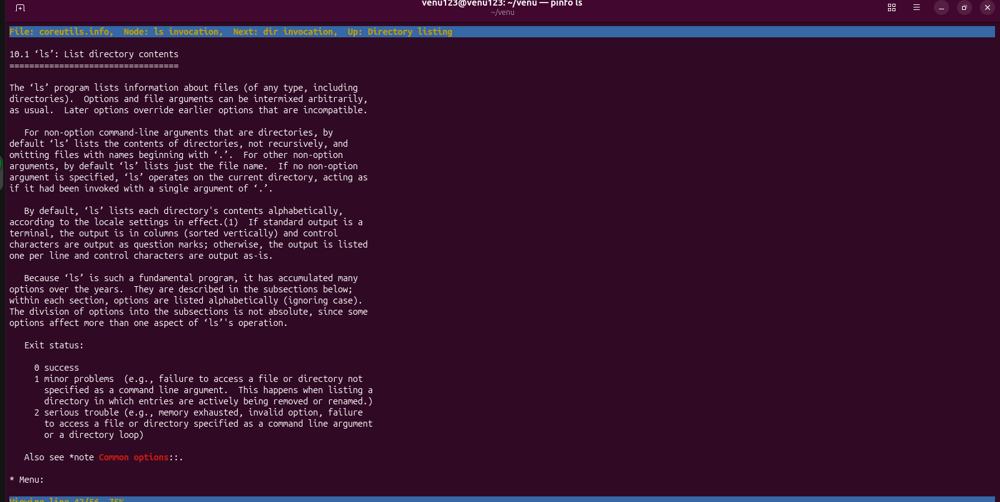 venu123@venu123: ~/venu — pinfo ls
~/venu
File: coreutils.info,  Node: ls invocation,  Next: dir invocation,  Up: Directory listing
10.1 ‘ls’: List directory contents
==================================
The ‘ls’ program lists information about files (of any type, including
directories).  Options and file arguments can be intermixed arbitrarily,
as usual.  Later options override earlier options that are incompatible.
   For non-option command-line arguments that are directories, by
default ‘ls’ lists the contents of directories, not recursively, and
omitting files with names beginning with ‘.’.  For other non-option
arguments, by default ‘ls’ lists just the file name.  If no non-option
argument is specified, ‘ls’ operates on the current directory, acting as
if it had been invoked with a single argument of ‘.’.
   By default, ‘ls’ lists each directory's contents alphabetically,
according to the locale settings in effect.(1)  If standard output is a
terminal, the output is in columns (sorted vertically) and control
characters are output as question marks; otherwise, the output is listed
one per line and control characters are output as-is.
   Because ‘ls’ is such a fundamental program, it has accumulated many
options over the years.  They are described in the subsections below;
within each section, options are listed alphabetically (ignoring case).
The division of options into the subsections is not absolute, since some
options affect more than one aspect of ‘ls’'s operation.
   Exit status:
     0 success
     1 minor problems  (e.g., failure to access a file or directory not
       specified as a command line argument.  This happens when listing a
       directory in which entries are actively being removed or renamed.)
     2 serious trouble (e.g., memory exhausted, invalid option, failure
       to access a file or directory specified as a command line argument
       or a directory loop)
   Also see *note Common options::.
* Menu:
Viewing line 42/56, 75%